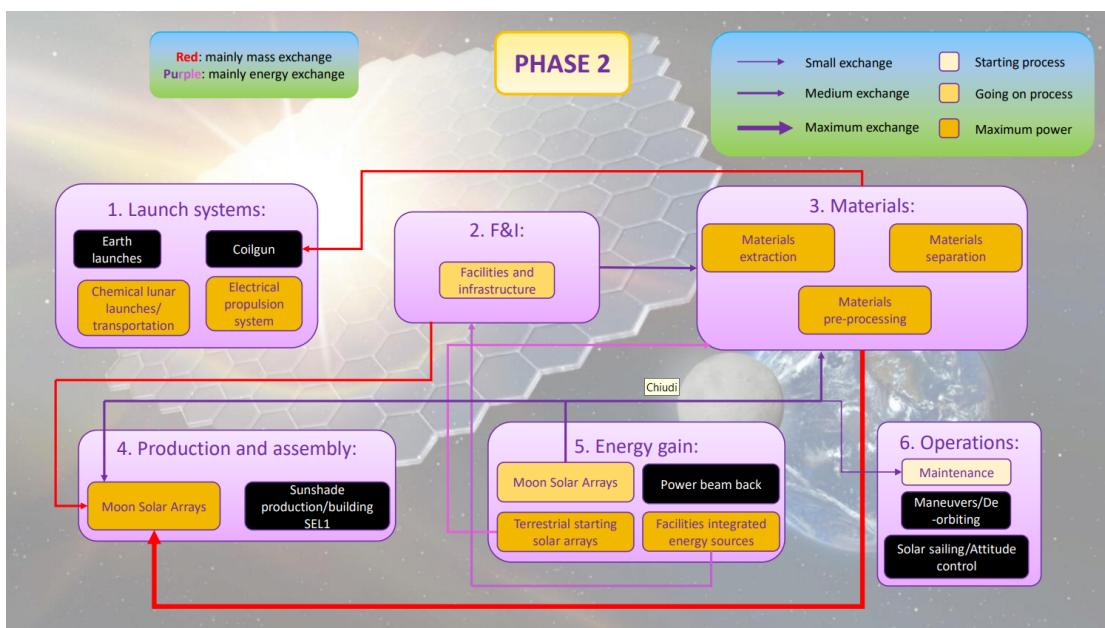 Red: mainly mass exchange
Purple: mainly energy exchange
PHASE 2
Small exchange
Starting process
Medium exchange
Going on process
Maximum exchange
Maximum power
1. Launch systems:
Earth
launches
Coilgun
Chemical lunar
launches/
transportation
Electrical
propulsion
system
2. F&I:
Facilities and
infrastructure
3. Materials:
Materials
extraction
Materials
separation
Materials
pre-processing
Chiudi
4. Production and assembly:
Moon Solar Arrays
Sunshade
production/building
SEL1
5. Energy gain:
Moon Solar Arrays
Power beam back
Terrestrial starting
solar arrays
Facilities integrated
energy sources
6. Operations:
Maintenance
Maneuvers/De
-orbiting
Solar sailing/Attitude
control